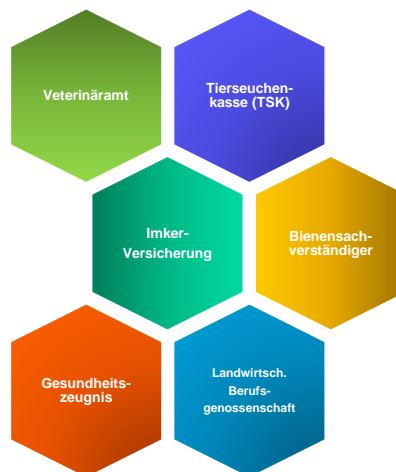 Veterinäramt
Tierseuchen-
kasse (TSK)
Imker-
Versicherung
Bienensach-
verständiger
Gesundheits-
zeugnis
Landwirtsch.
Berufs-
genossenschaft